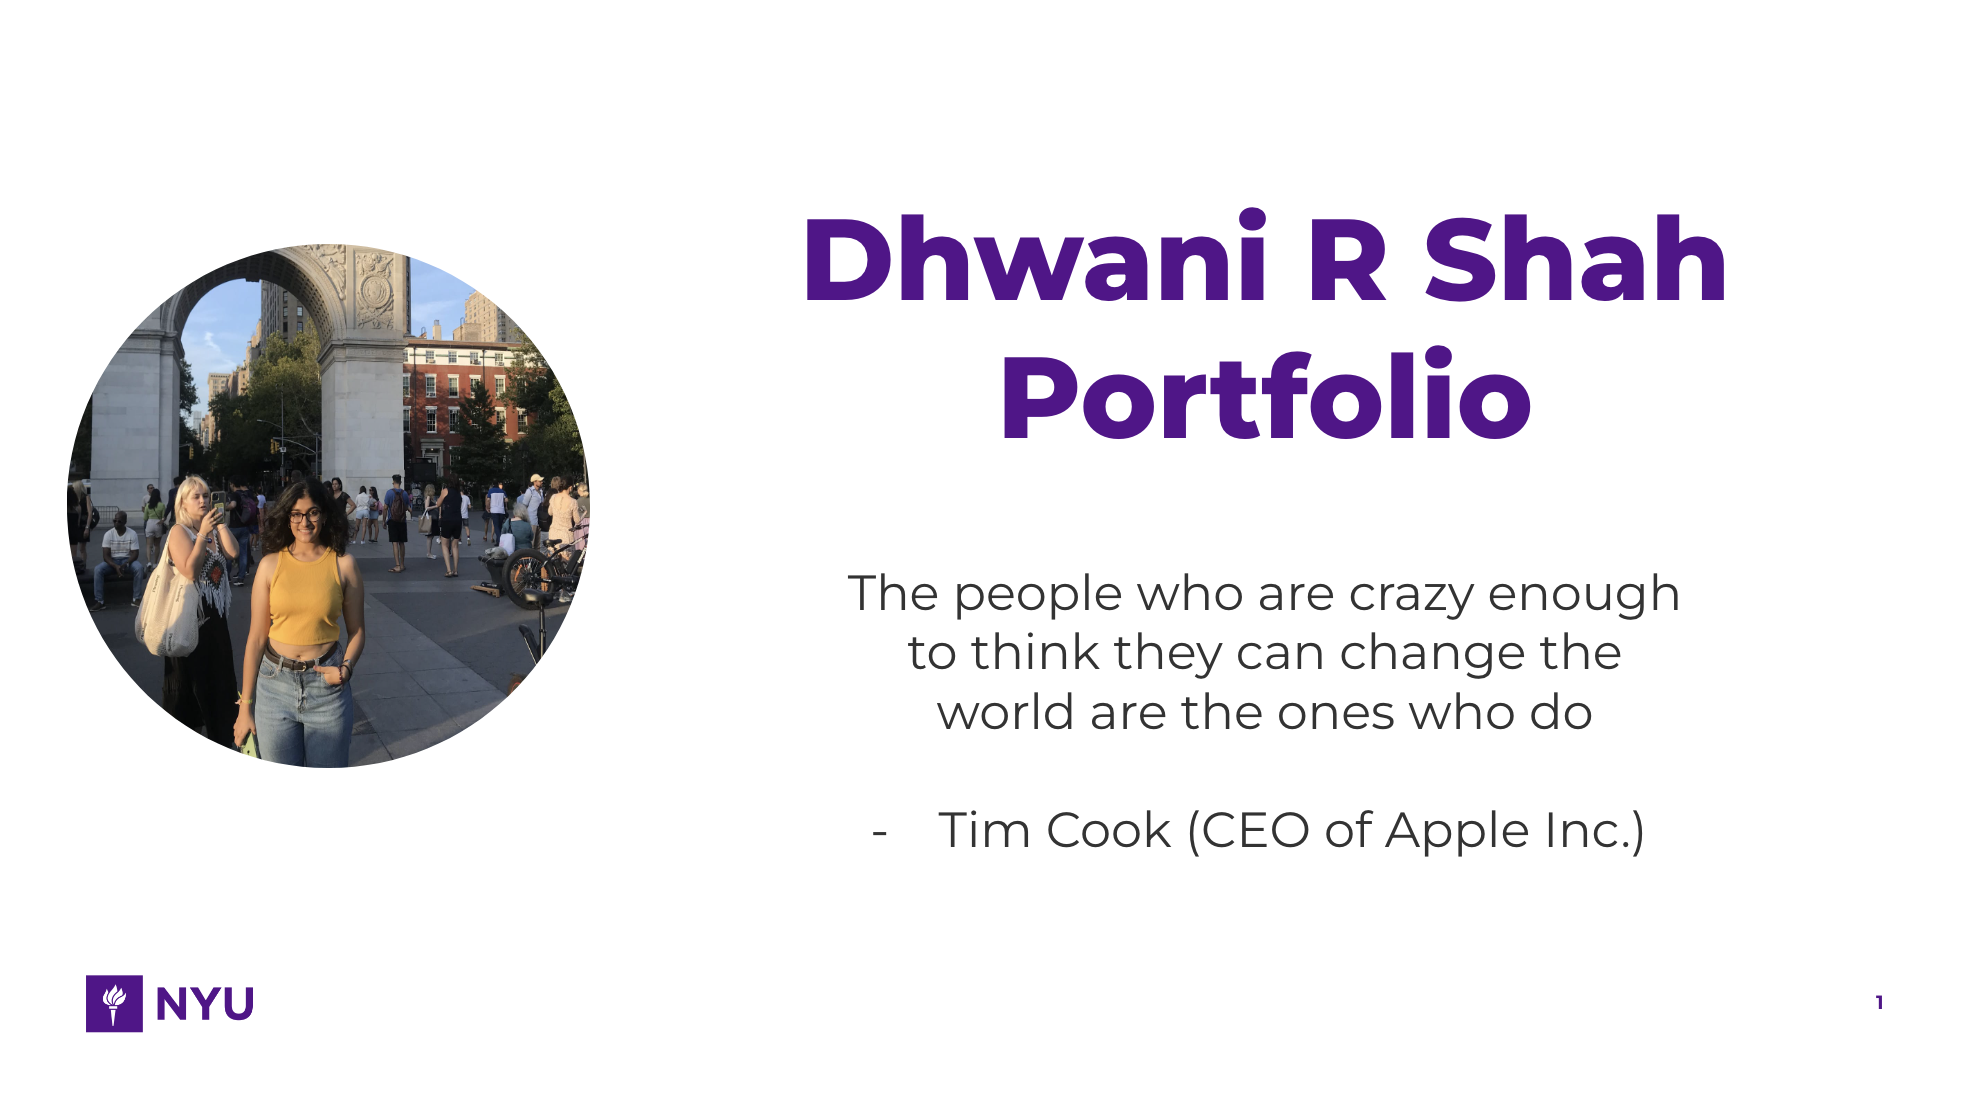 Dhwani R Shah
Portfolio
The people who are crazy enough
to think they can change the
world are the ones who do
- Tim Cook (CEO of Apple Inc.)
NYU
1